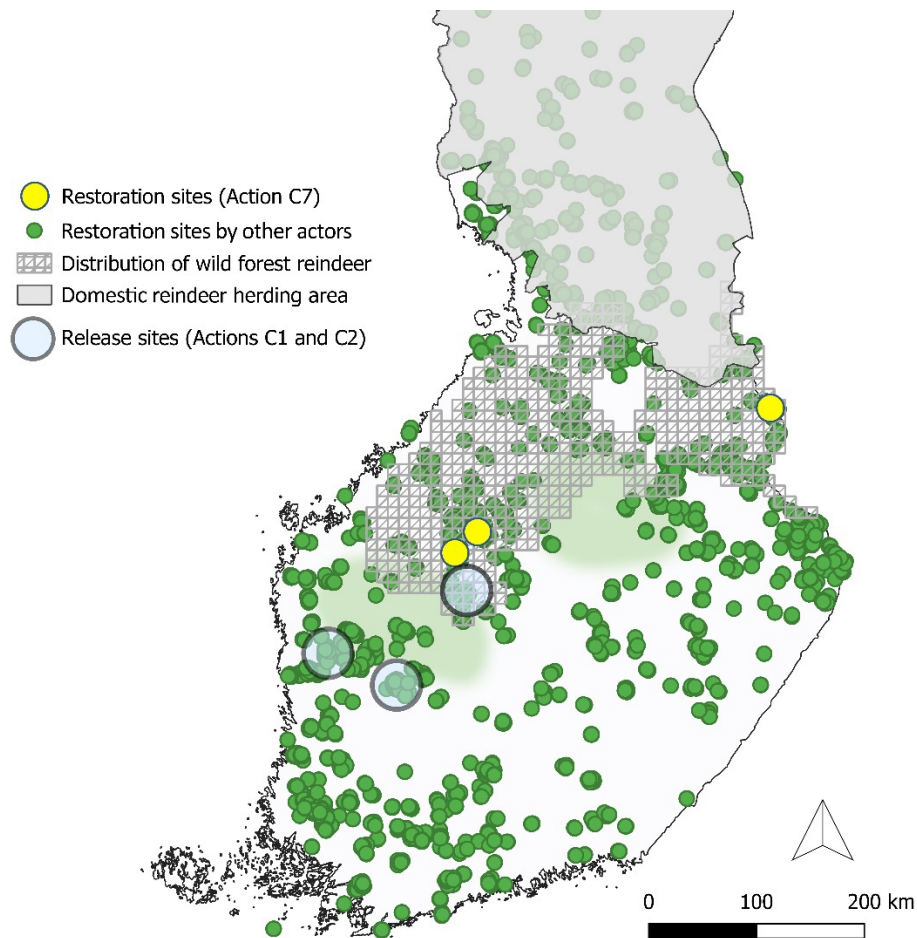 Restoration sites (Action C7)
Restoration sites by other actors
Distribution of wild forest reindeer
Domestic reindeer herding area
Release sites (Actions C1 and C2)
0 100 200 km